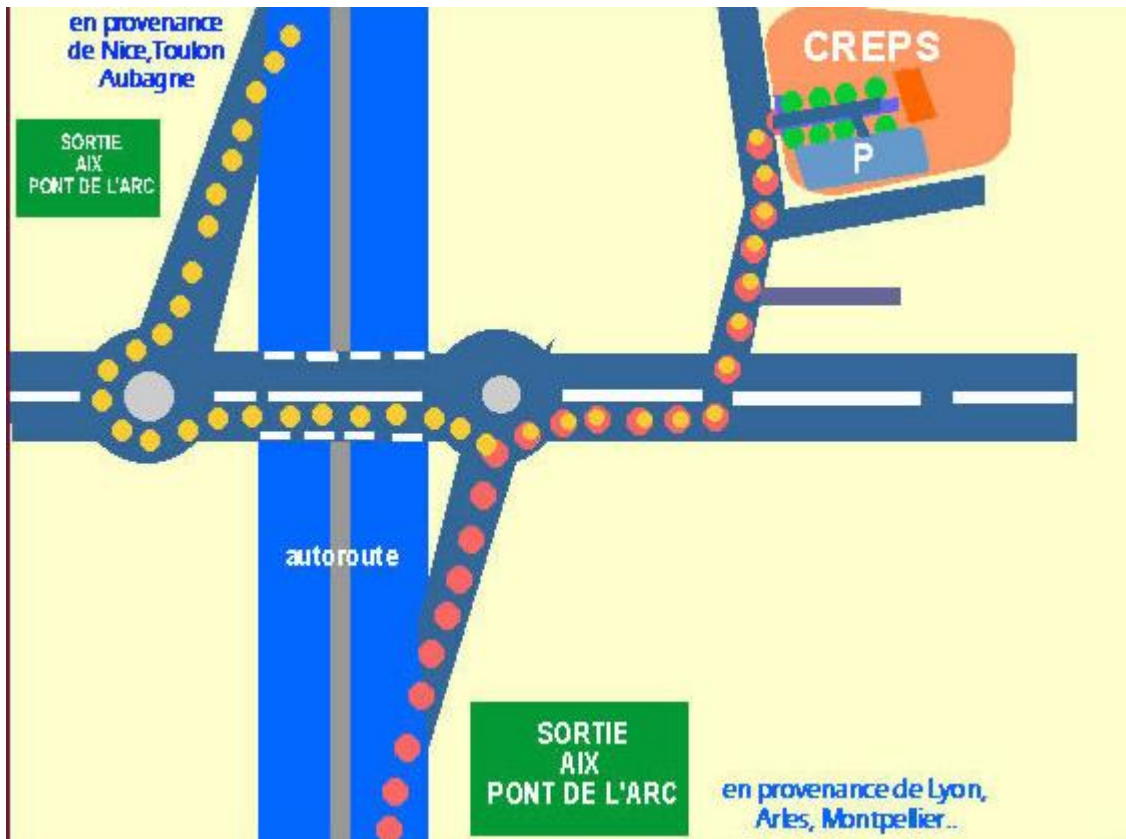 en provenance
de Nice,Toulon
Aubagne
SORTIE
AIX
PONT DE L'ARC
CREPS
P
autoroute
SORTIE
AIX
PONT DE L'ARC
en provenance de Lyon,
Arles, Montpellier..